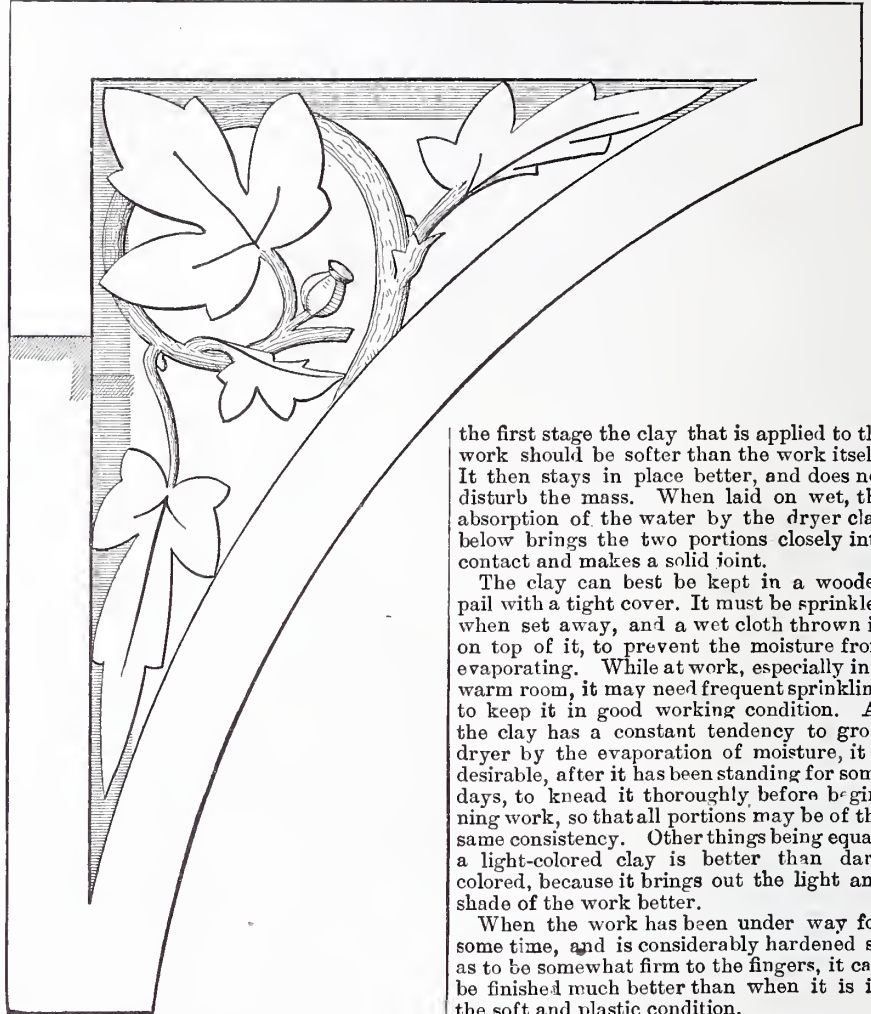 the first stage the clay that is applied to th
work should be softer than the work itsel
It then stays in place better, and does no
disturb the mass. When laid on wet, th
absorption of the water by the dryer cla
below brings the two portions closely int
contact and makes a solid joint.
The clay can best be kept in a woode
pail with a tight cover. It must be sprinkle
when set away, and a wet cloth thrown i
on top of it, to prevent the moisture fro
evaporating. While at work, especially in
warm room, it may need frequent sprinklin
to keep it in good working condition. A
the clay has a constant tendency to gro
dryer by the evaporation of moisture, it
desirable, after it has been standing for som
days, to knead it thoroughly before begin
ning work, so that all portions may be of th
same consistency. Other things being equa
a light-colored clay is better than dar
colored, because it brings out the light an
shade of the work better.
When the work has been under way fo
some time, and is considerably hardened s
as to be somewhat firm to the fingers, it ca
be finished much better than when it is i
the soft and plastic condition.